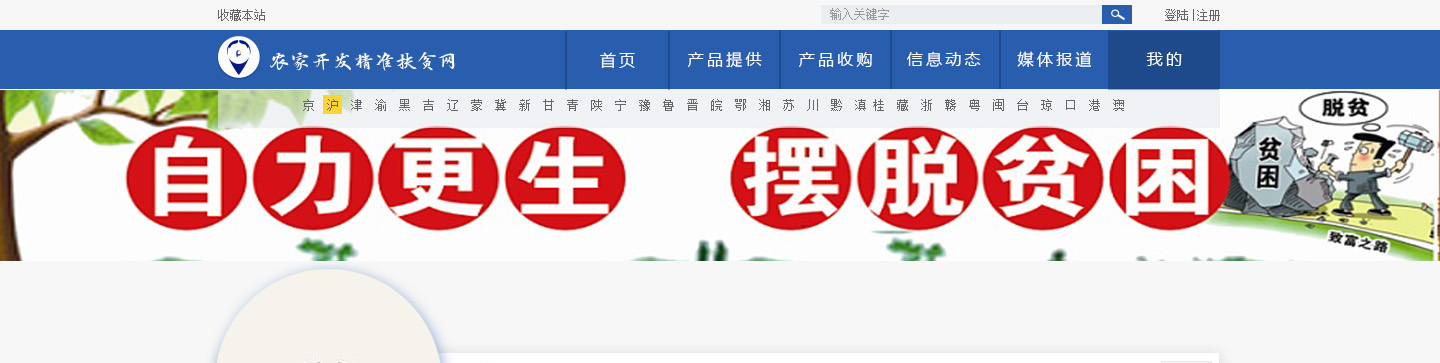 收藏本站
输入关键字
登陆 | 注册
农家开发精准扶贫网
首页 产品提供 产品收购 信息动态 媒体报道 我的
京 沪 津 渝 黑 吉 辽 蒙 冀 新 甘 青 陕 宁 豫 鲁 晋 皖 鄂 湘 苏 川 黔 滇 桂 藏 浙 赣 粤 闽 台 琼 口 港 澳
脱贫
自力更生 摆脱贫困
贫困
致富之路